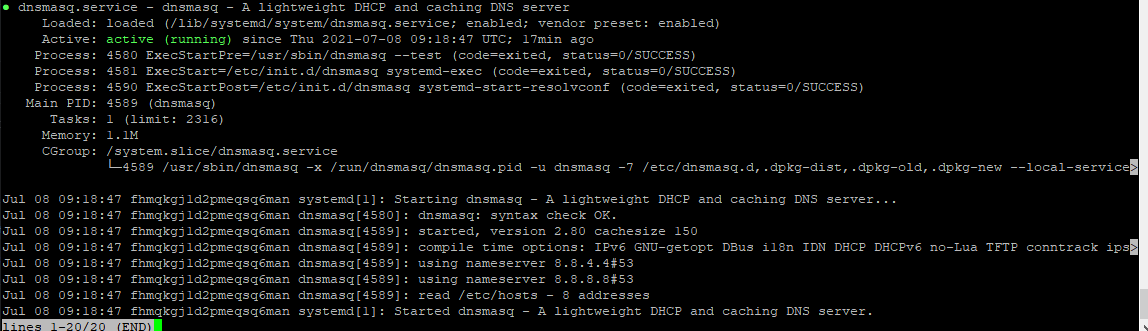 ● dnsmasq.service - dnsmasq - A lightweight DHCP and caching DNS server
Loaded: loaded (/lib/systemd/system/dnsmasq.service; enabled; vendor preset: enabled)
Active: active (running) since Thu 2021-07-08 09:18:47 UTC; 17min ago
Process: 4580 ExecStartPre=/usr/sbin/dnsmasq --test (code=exited, status=0/SUCCESS)
Process: 4581 ExecStart=/etc/init.d/dnsmasq systemd-exec (code=exited, status=0/SUCCESS)
Process: 4590 ExecStartPost=/etc/init.d/dnsmasq systemd-start-resolvconf (code=exited, status=0/SUCCESS)
Main PID: 4589 (dnsmasq)
Tasks: 1 (limit: 2316)
Memory: 1.1M
CGroup: /system.slice/dnsmasq.service
└─4589 /usr/sbin/dnsmasq -x /run/dnsmasq/dnsmasq.pid -u dnsmasq -7 /etc/dnsmasq.d,.dpkg-dist,.dpkg-old,.dpkg-new --local-service>
Jul 08 09:18:47 fhmqkgj1d2pmeqsq6man systemd[1]: Starting dnsmasq - A lightweight DHCP and caching DNS server...
Jul 08 09:18:47 fhmqkgj1d2pmeqsq6man dnsmasq[4580]: dnsmasq: syntax check OK.
Jul 08 09:18:47 fhmqkgj1d2pmeqsq6man dnsmasq[4589]: started, version 2.80 cachesize 150
Jul 08 09:18:47 fhmqkgj1d2pmeqsq6man dnsmasq[4589]: compile time options: IPv6 GNU-getopt DBus i18n IDN DHCP DHCPv6 no-Lua TFTP conntrack ips>
Jul 08 09:18:47 fhmqkgj1d2pmeqsq6man dnsmasq[4589]: using nameserver 8.8.4.4#53
Jul 08 09:18:47 fhmqkgj1d2pmeqsq6man dnsmasq[4589]: using nameserver 8.8.8.8#53
Jul 08 09:18:47 fhmqkgj1d2pmeqsq6man dnsmasq[4589]: read /etc/hosts - 8 addresses
Jul 08 09:18:47 fhmqkgj1d2pmeqsq6man systemd[1]: Started dnsmasq - A lightweight DHCP and caching DNS server.
lines 1-20/20 (END)